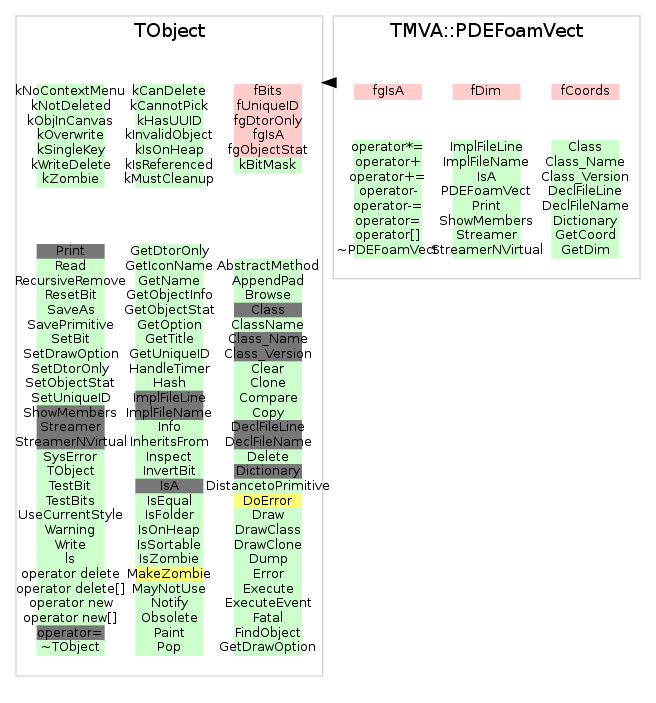 TObject
kNoContextMenu
kNotDeleted
kObjInCanvas
kOverwrite
kSingleKey
kWriteDelete
kZombie
kCanDelete
kCannotPick
kHasUUID
kInvalidObject
kIsOnHeap
kIsReferenced
kMustCleanup
fBits
fUniqueID
fgDtorOnly
fgIsA
fgObjectStat
kBitMask
Print
Read
RecursiveRemove
ResetBit
SaveAs
SavePrimitive
SetBit
SetDrawOption
SetDtorOnly
SetObjectStat
SetUniqueID
ShowMembers
Streamer
StreamerNVirtual
SysError
TObject
TestBit
TestBits
UseCurrentStyle
Warning
Write
ls
operator delete
operator delete[]
operator new
operator new[]
operator=
~TObject
GetDtorOnly
GetIconName
GetName
GetObjectInfo
GetObjectStat
GetOption
GetTitle
GetUniqueID
HandleTimer
Hash
ImplFileLine
ImplFileName
Info
InheritsFrom
Inspect
InvertBit
IsA
IsEqual
IsFolder
IsOnHeap
IsSortable
IsZombie
MakeZombie
MayNotUse
Notify
Obsolete
Paint
Pop
AbstractMethod
AppendPad
Browse
Class
ClassName
Class_Name
Class_Version
Clear
Clone
Compare
Copy
DeclFileLine
DeclFileName
Delete
Dictionary
DistancetoPrimitive
DoError
Draw
DrawClass
DrawClone
Dump
Error
Execute
ExecuteEvent
Fatal
FindObject
GetDrawOption
TMVA::PDEFoamVect
fgIsA
fDim
fCoords
operator*=
operator+
operator+=
operator-
operator-=
operator=
operator[]
~PDEFoamVect
ImplFileLine
ImplFileName
IsA
PDEFoamVect
Print
ShowMembers
Streamer
StreamerNVirtual
Class
Class_Name
Class_Version
DeclFileLine
DeclFileName
Dictionary
GetCoord
GetDim